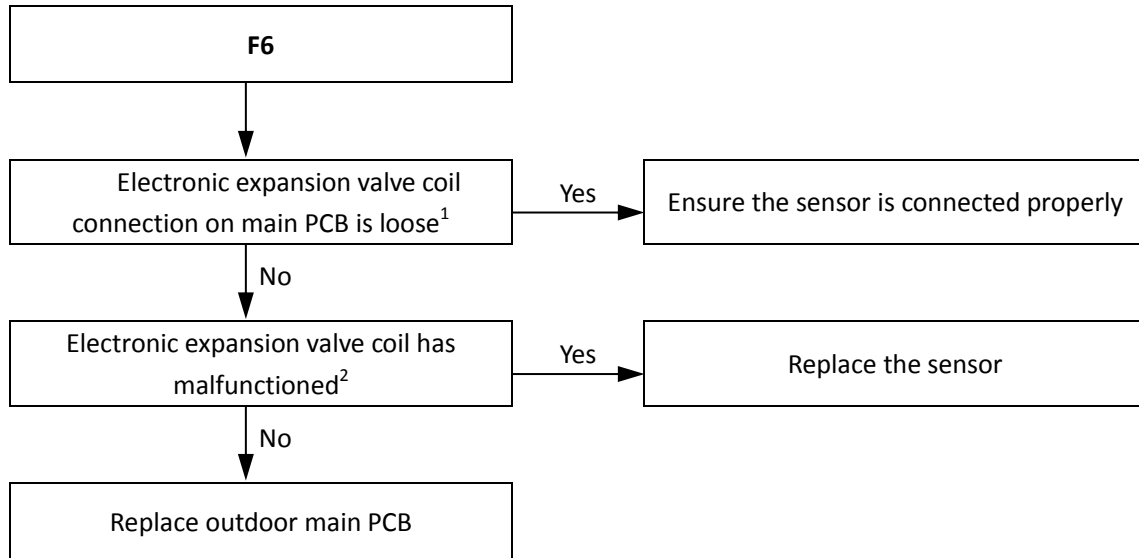 F6
Electronic expansion valve coil
connection on main PCB is loose¹
Yes
Ensure the sensor is connected properly
No
Electronic expansion valve coil has
malfunctioned²
Yes
Replace the sensor
No
Replace outdoor main PCB